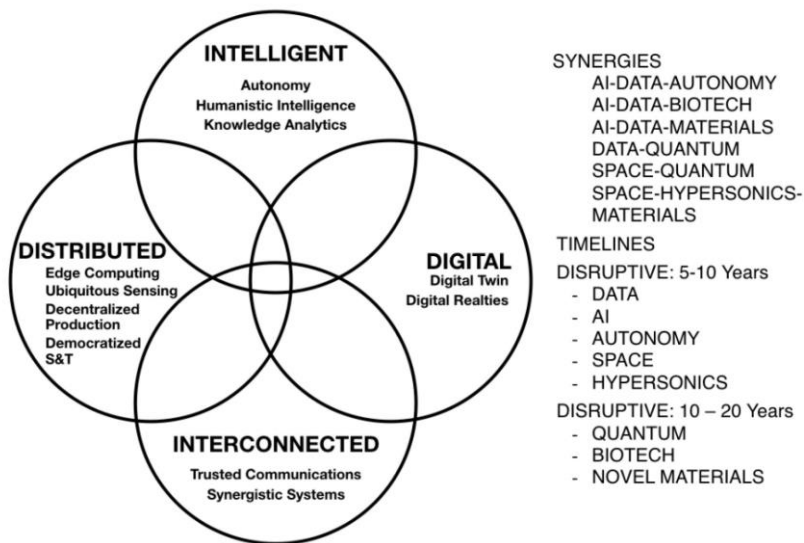 INTELLIGENT
Autonomy
Humanistic Intelligence
Knowledge Analytics
DISTRIBUTED
Edge Computing
Ubiquitous Sensing
Decentralized
Production
Democratized
S&T
DIGITAL
Digital Twin
Digital Realties
INTERCONNECTED
Trusted Communications
Synergistic Systems
SYNERGIES
AI-DATA-AUTONOMY
AI-DATA-BIOTECH
AI-DATA-MATERIALS
DATA-QUANTUM
SPACE-QUANTUM
SPACE-HYPERSONICS-
MATERIALS
TIMELINES
DISRUPTIVE: 5-10 Years
- DATA
- AI
- AUTONOMY
- SPACE
- HYPERSONICS
DISRUPTIVE: 10 – 20 Years
- QUANTUM
- BIOTECH
- NOVEL MATERIALS